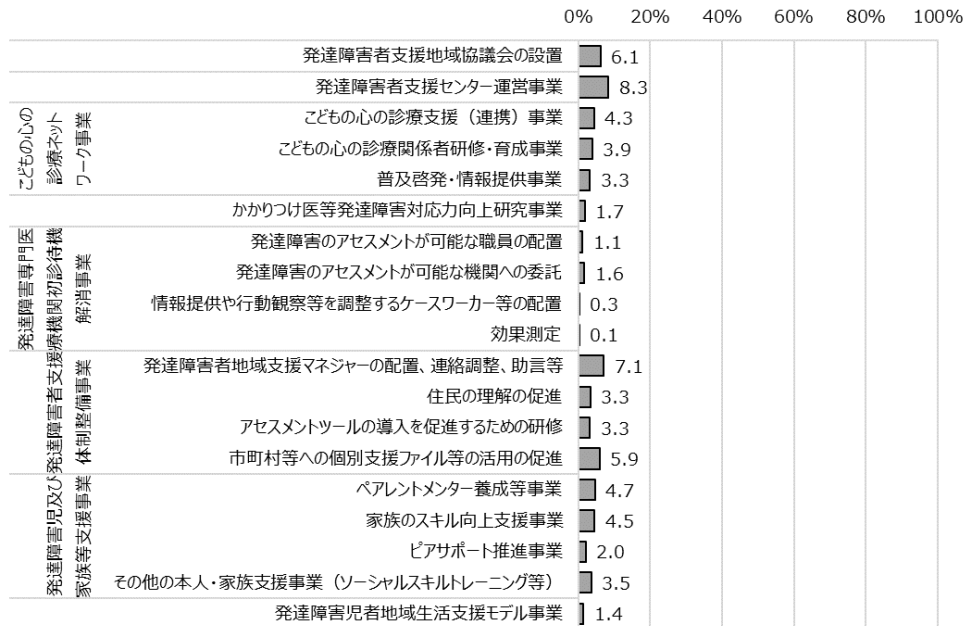 0% 20% 40% 60% 80% 100%
発達障害者支援地域協議会の設置 6.1
発達障害者支援センター運営事業 8.3
こどもの心の
診療ネット
ワーク事業
こどもの心の診療支援（連携）事業 4.3
こどもの心の診療関係者研修・育成事業 3.9
普及啓発・情報提供事業 3.3
かかりつけ医等発達障害対応力向上研究事業 1.7
発達障害専門医
療機関初診待機
解消事業
発達障害のアセスメントが可能な職員の配置 1.1
発達障害のアセスメントが可能な機関への委託 1.6
情報提供や行動観察等を調整するケースワーカー等の配置 0.3
効果測定 0.1
発達障害者支援
体制整備事業
発達障害者地域支援マネジャーの配置、連絡調整、助言等 7.1
住民の理解の促進 3.3
アセスメントツールの導入を促進するための研修 3.3
市町村等への個別支援ファイル等の活用の促進 5.9
発達障害児及び
家族等支援事業
ペアレントメンター養成等事業 4.7
家族のスキル向上支援事業 4.5
ピアサポート推進事業 2.0
その他の本人・家族支援事業（ソーシャルスキルトレーニング等） 3.5
発達障害児者地域生活支援モデル事業 1.4